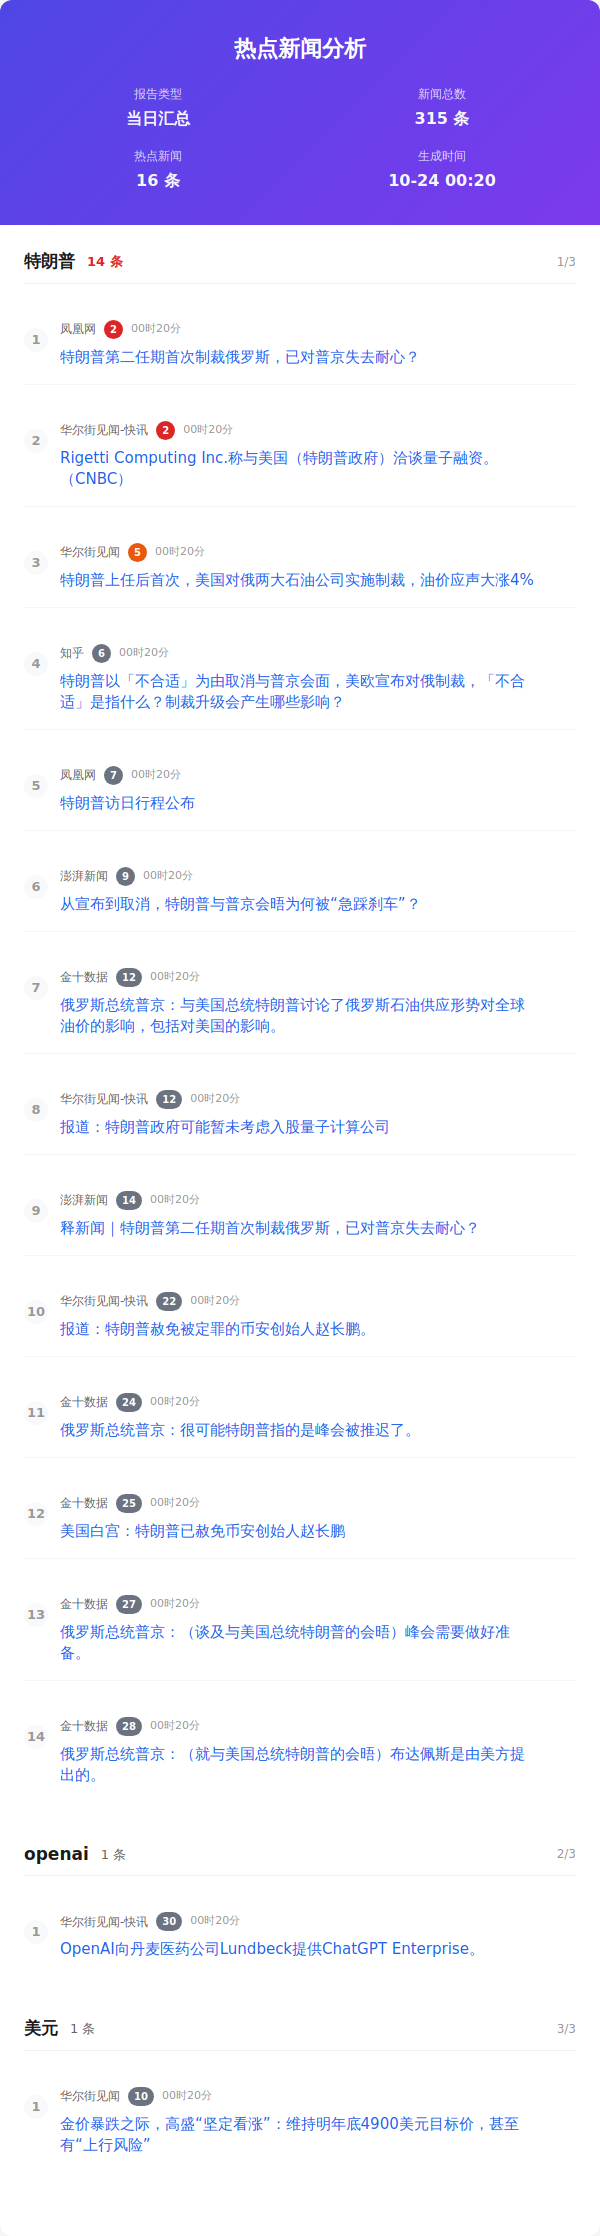 热点新闻分析
报告类型
新闻总数
当日汇总
315 条
热点新闻
生成时间
16 条
10-24 00:20
特朗普 14 条 1/3
1
凤凰网 2 00时20分
特朗普第二任期首次制裁俄罗斯，已对普京失去耐心？
2
华尔街见闻-快讯 2 00时20分
Rigetti Computing Inc.称与美国（特朗普政府）洽谈量子融资。
（CNBC）
3
华尔街见闻 5 00时20分
特朗普上任后首次，美国对俄两大石油公司实施制裁，油价应声大涨4%
4
知乎 6 00时20分
特朗普以「不合适」为由取消与普京会面，美欧宣布对俄制裁，「不合
适」是指什么？制裁升级会产生哪些影响？
5
凤凰网 7 00时20分
特朗普访日行程公布
6
澎湃新闻 9 00时20分
从宣布到取消，特朗普与普京会晤为何被“急踩刹车”？
7
金十数据 12 00时20分
俄罗斯总统普京：与美国总统特朗普讨论了俄罗斯石油供应形势对全球
油价的影响，包括对美国的影响。
8
华尔街见闻-快讯 12 00时20分
报道：特朗普政府可能暂未考虑入股量子计算公司
9
澎湃新闻 14 00时20分
释新闻｜特朗普第二任期首次制裁俄罗斯，已对普京失去耐心？
10
华尔街见闻-快讯 22 00时20分
报道：特朗普赦免被定罪的币安创始人赵长鹏。
11
金十数据 24 00时20分
俄罗斯总统普京：很可能特朗普指的是峰会被推迟了。
12
金十数据 25 00时20分
美国白宫：特朗普已赦免币安创始人赵长鹏
13
金十数据 27 00时20分
俄罗斯总统普京：（谈及与美国总统特朗普的会晤）峰会需要做好准
备。
14
金十数据 28 00时20分
俄罗斯总统普京：（就与美国总统特朗普的会晤）布达佩斯是由美方提
出的。
openai 1 条 2/3
1
华尔街见闻-快讯 30 00时20分
OpenAI向丹麦医药公司Lundbeck提供ChatGPT Enterprise。
美元 1 条 3/3
1
华尔街见闻 10 00时20分
金价暴跌之际，高盛“坚定看涨”：维持明年底4900美元目标价，甚至
有“上行风险”